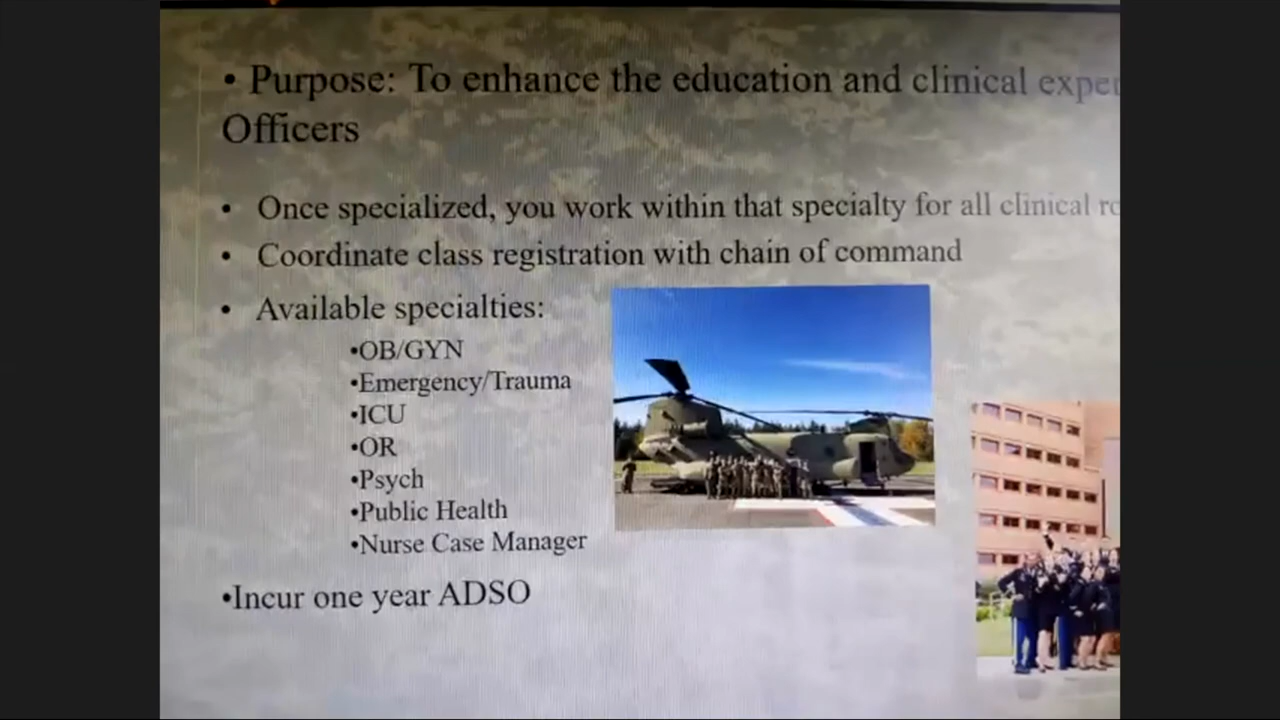 • Purpose: To enhance the education and clinical
Officers
• Once specialized, you work within that specialty for all clinical
• Coordinate class registration with chain of command
• Available specialties:
•OB/GYN
•Emergency/Trauma
•ICU
•OR
•Psych
•Public Health
•Nurse Case Manager
•Incur one year ADSO